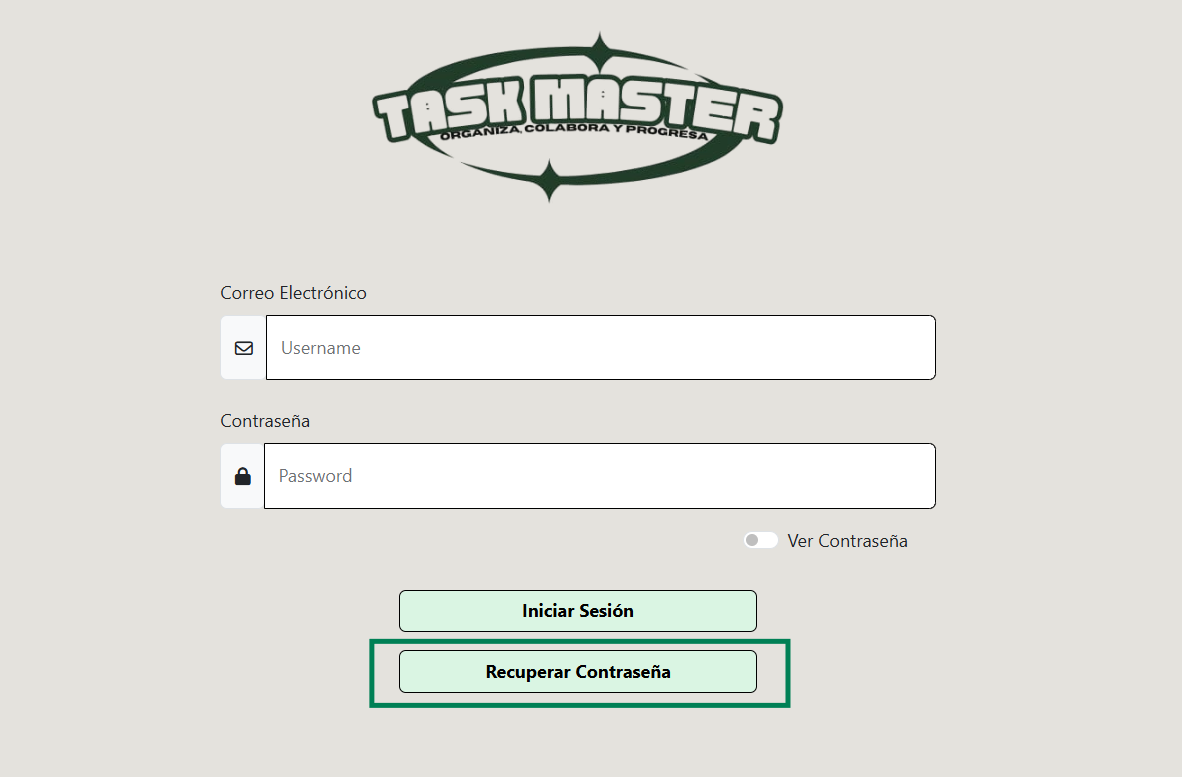 TASK MASTER
ORGANIZA, COLABORA Y PROGRESA
Correo Electrónico
Username
Contraseña
Password
Ver Contraseña
Iniciar Sesión
Recuperar Contraseña